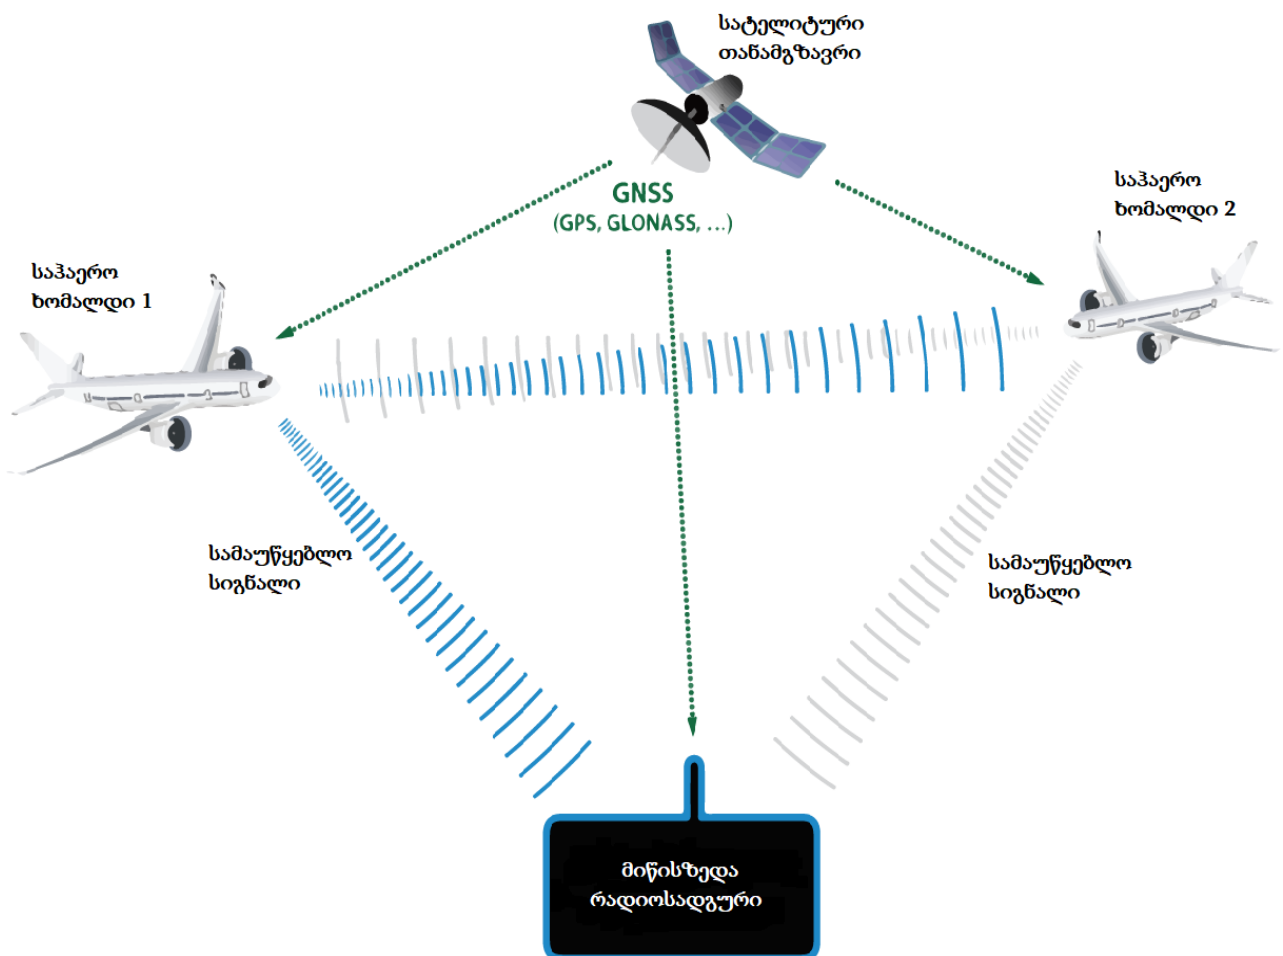 სატელიტური
თანამგზავრი
GNSS
(GPS, GLONASS, ...)
საჰაერო
ხომალდი 2
საჰაერო
ხომალდი 1
სამაუწყებლო
სიგნალი
სამაუწყებლო
სიგნალი
მიწისზედა
რადიოსადგური